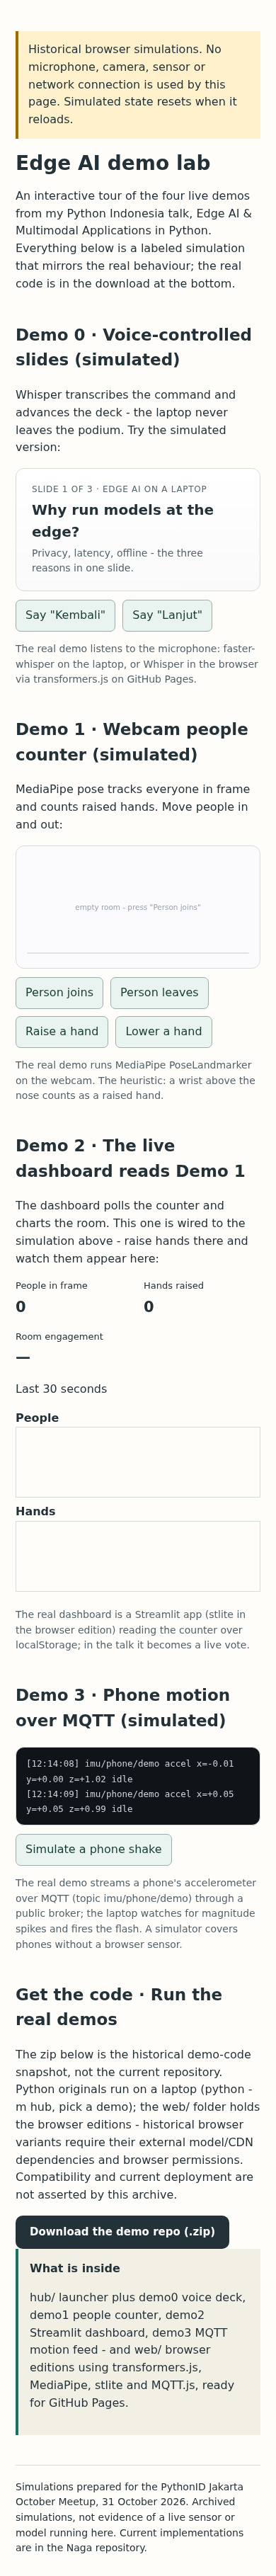 Historical browser simulations. No
microphone, camera, sensor or
network connection is used by this
page. Simulated state resets when it
reloads.
Edge AI demo lab
An interactive tour of the four live demos
from my Python Indonesia talk, Edge AI &
Multimodal Applications in Python.
Everything below is a labeled simulation
that mirrors the real behaviour; the real
code is in the download at the bottom.
Demo 0 · Voice-controlled
slides (simulated)
Whisper transcribes the command and
advances the deck - the laptop never
leaves the podium. Try the simulated
version:
SLIDE 1 OF 3 · EDGE AI ON A LAPTOP
Why run models at the
edge?
Privacy, latency, offline - the three
reasons in one slide.
Say "Kembali" Say "Lanjut"
The real demo listens to the microphone: faster-
whisper on the laptop, or Whisper in the browser
via transformers.js on GitHub Pages.
Demo 1 · Webcam people
counter (simulated)
MediaPipe pose tracks everyone in frame
and counts raised hands. Move people in
and out:
empty room - press "Person joins"
Person joins Person leaves
Raise a hand Lower a hand
The real demo runs MediaPipe PoseLandmarker
on the webcam. The heuristic: a wrist above the
nose counts as a raised hand.
Demo 2 · The live
dashboard reads Demo 1
The dashboard polls the counter and
charts the room. This one is wired to the
simulation above - raise hands there and
watch them appear here:
People in frame Hands raised
0 0
Room engagement
—
Last 30 seconds
People
Hands
The real dashboard is a Streamlit app (stlite in
the browser edition) reading the counter over
localStorage; in the talk it becomes a live vote.
Demo 3 · Phone motion
over MQTT (simulated)
[12:14:08] imu/phone/demo accel x=-0.01
y=+0.00 z=+1.02 idle
[12:14:09] imu/phone/demo accel x=+0.05
y=+0.05 z=+0.99 idle
Simulate a phone shake
The real demo streams a phone's accelerometer
over MQTT (topic imu/phone/demo) through a
public broker; the laptop watches for magnitude
spikes and fires the flash. A simulator covers
phones without a browser sensor.
Get the code · Run the
real demos
The zip below is the historical demo-code
snapshot, not the current repository.
Python originals run on a laptop (python -
m hub, pick a demo); the web/ folder holds
the browser editions - historical browser
variants require their external model/CDN
dependencies and browser permissions.
Compatibility and current deployment are
not asserted by this archive.
Download the demo repo (.zip)
What is inside
hub/ launcher plus demo0 voice deck,
demo1 people counter, demo2
Streamlit dashboard, demo3 MQTT
motion feed - and web/ browser
editions using transformers.js,
MediaPipe, stlite and MQTT.js, ready
for GitHub Pages.
Simulations prepared for the PythonID Jakarta
October Meetup, 31 October 2026. Archived
simulations, not evidence of a live sensor or
model running here. Current implementations
are in the Naga repository.